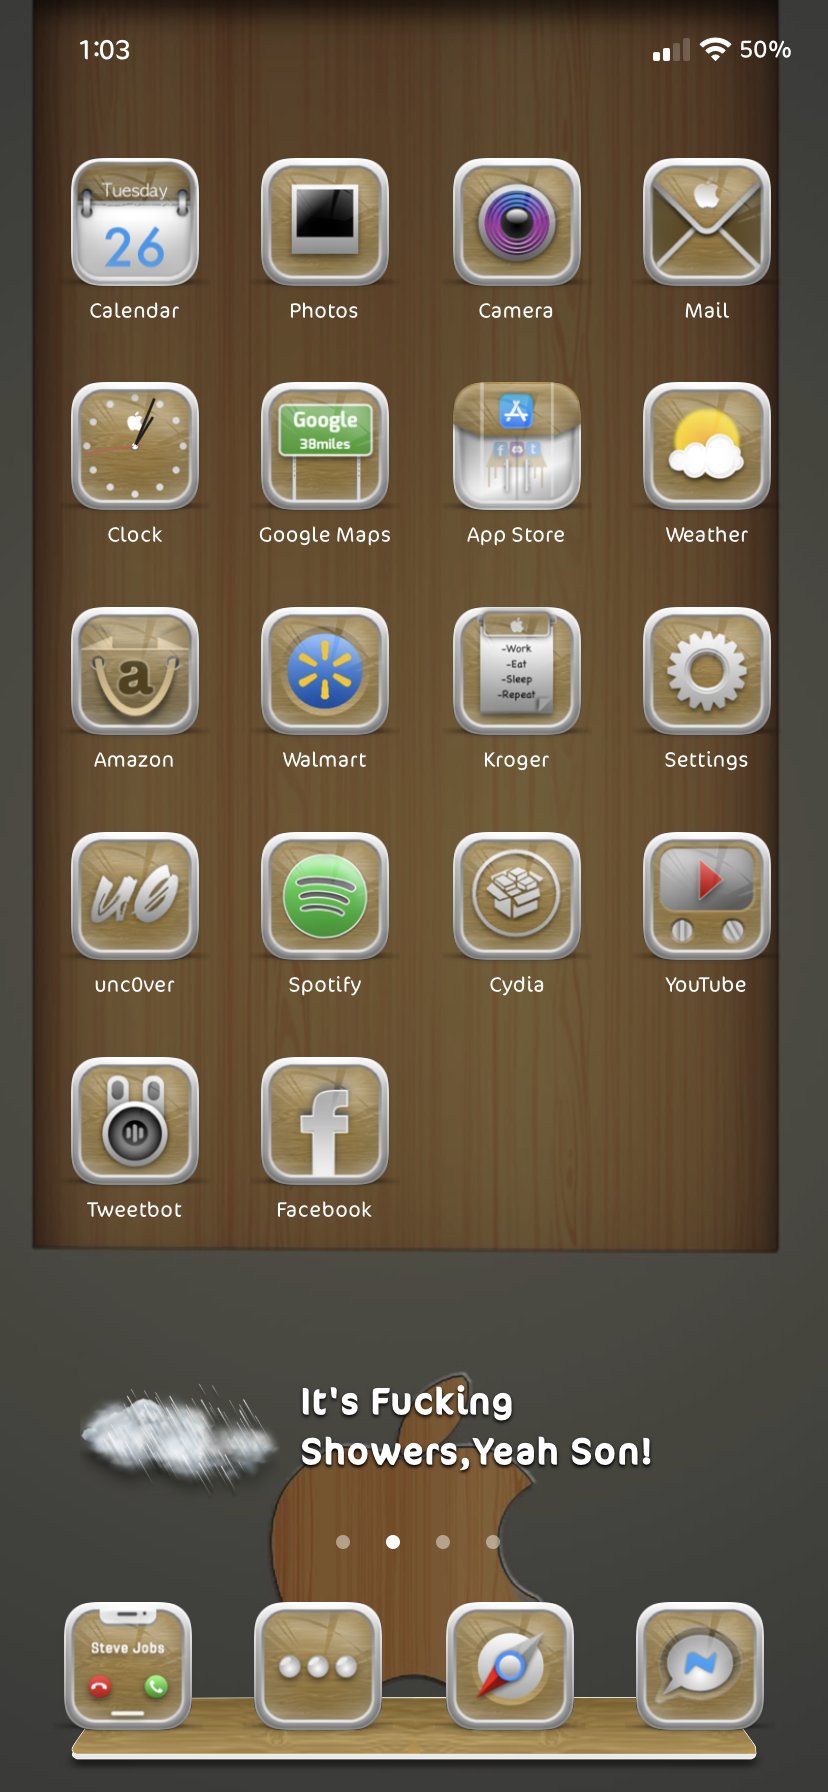 1:03 50%
Tuesday
26
Calendar Photos Camera Mail
Google
38miles
f t
Clock Google Maps App Store Weather
a
-Work
-Eat
-Sleep
-Repeat
Amazon Walmart Kroger Settings
u0
unc0ver Spotify Cydia YouTube
f
Tweetbot Facebook
It's Fucking
Showers,Yeah Son!
Steve Jobs